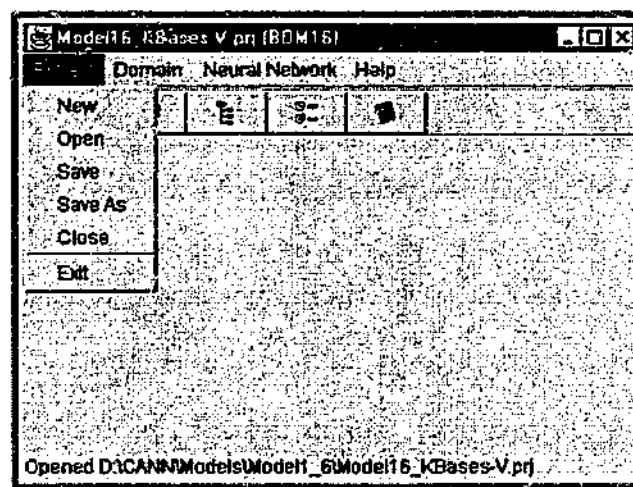 Model16_KBases-V.prj (BOM16)
Domain Neural Network Help
New
Open
Save
Save As
Close
Exit
Opened D:\CANN\Models\Model1_6\Model16_KBases-V.prj